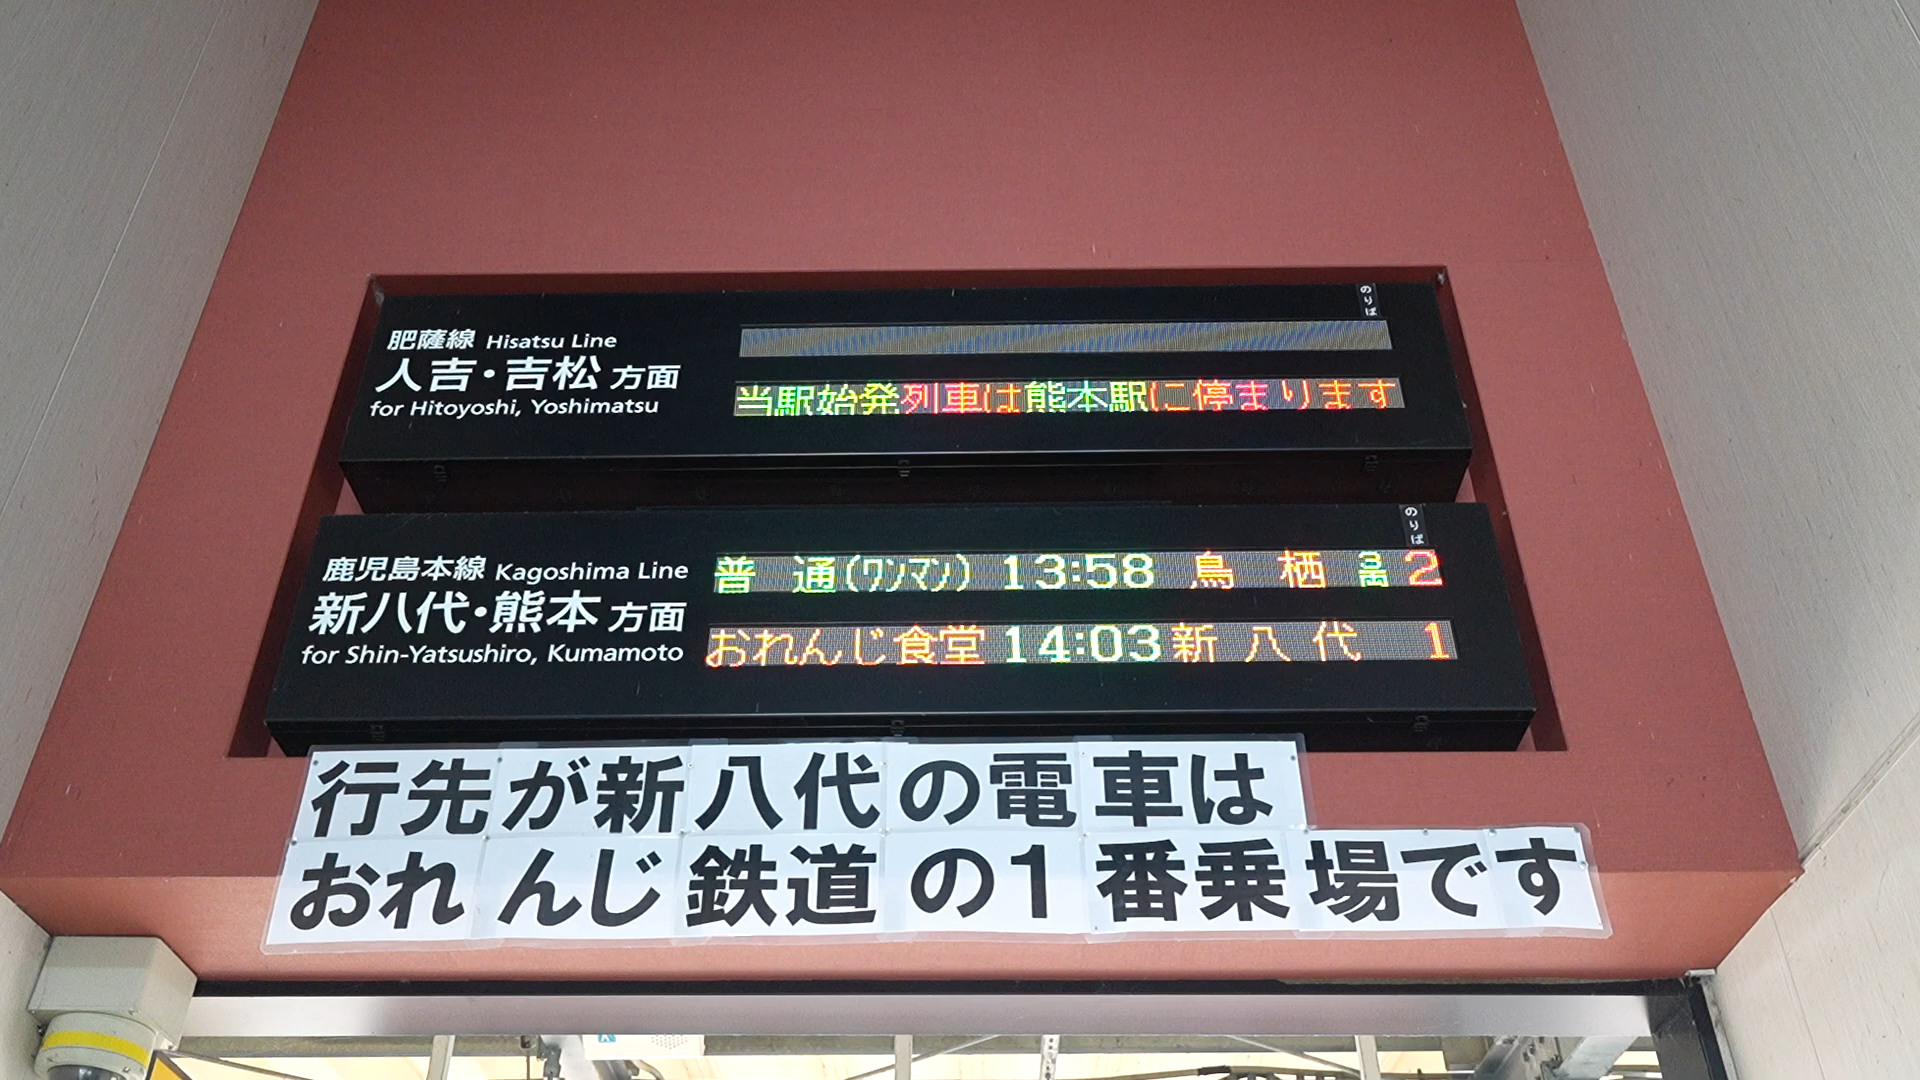 のりば
肥薩線 Hisatsu Line
人吉・吉松 方面
for Hitoyoshi, Yoshimatsu
当駅始発列車は熊本駅に停まります
のりば
鹿児島本線 Kagoshima Line
新八代・熊本 方面
for Shin-Yatsushiro, Kumamoto
普通(ワンマン) 13:58 鳥栖 2
おれんじ食堂 14:03 新八代 1
行先が新八代の電車は
おれんじ鉄道の1番乗場です